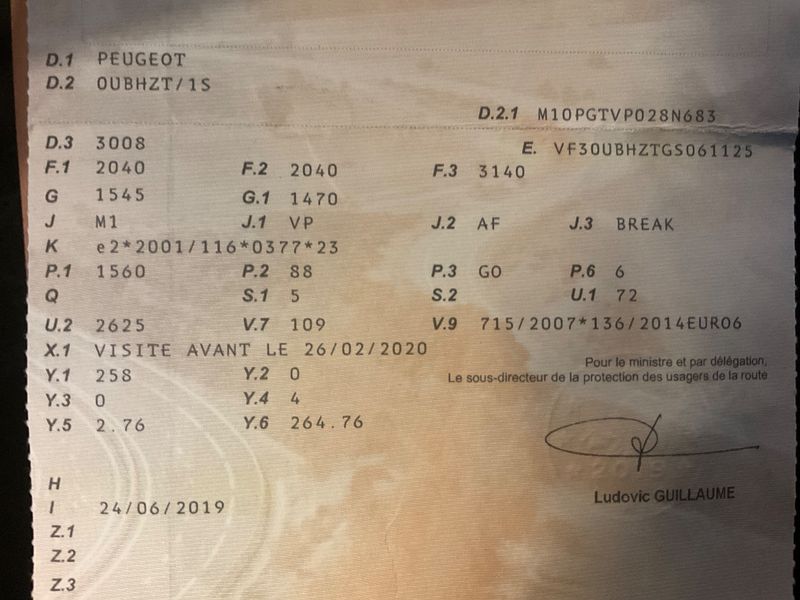 D.1 PEUGEOT
D.2 0UBHZT/1S
D.2.1 M10PGTVP028N683
D.3 3008
E. VF30UBHZTGS061125
F.1 2040 F.2 2040 F.3 3140
G 1545 G.1 1470
J M1 J.1 VP J.2 AF J.3 BREAK
K e2*2001/116*0377*23
P.1 1560 P.2 88 P.3 GO P.6 6
Q S.1 5 S.2 U.1 72
U.2 2625 V.7 109 V.9 715/2007*136/2014EURO6
X.1 VISITE AVANT LE 26/02/2020
Pour le ministre et par délégation,
Y.1 258 Y.2 0 Le sous-directeur de la protection des usagers de la route
Y.3 0 Y.4 4
Y.5 2.76 Y.6 264.76
H
Ludovic GUILLAUME
I 24/06/2019
Z.1
Z.2
Z.3